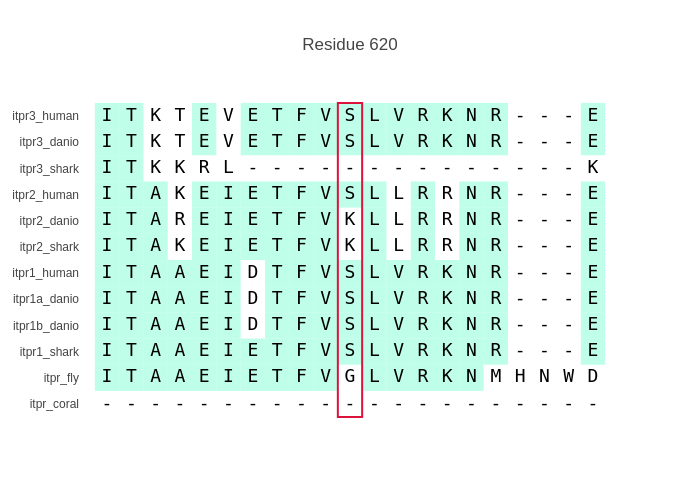 Residue 620
itpr3_human I T K T E V E T F V S L V R K N R - - - E
itpr3_danio I T K T E V E T F V S L V R K N R - - - E
itpr3_shark I T K K R L - - - - - - - - - - - - - - K
itpr2_human I T A K E I E T F V S L L R R N R - - - E
itpr2_danio I T A R E I E T F V K L L R R N R - - - E
itpr2_shark I T A K E I E T F V K L L R R N R - - - E
itpr1_human I T A A E I D T F V S L V R K N R - - - E
itpr1a_danio I T A A E I D T F V S L V R K N R - - - E
itpr1b_danio I T A A E I D T F V S L V R K N R - - - E
itpr1_shark I T A A E I E T F V S L V R K N R - - - E
itpr_fly I T A A E I E T F V G L V R K N M H N W D
itpr_coral - - - - - - - - - - - - - - - - - - - - -